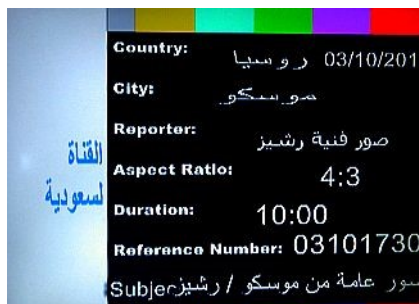 Country: روسيا 03/10/201
City: موسكو
Reporter: صور فنية رشيز
Aspect Ratio: 4:3
Duration: 10:00
Reference Number: 03101730
Subje صور عامة من موسكو / رشيز
القناة
لسعودية